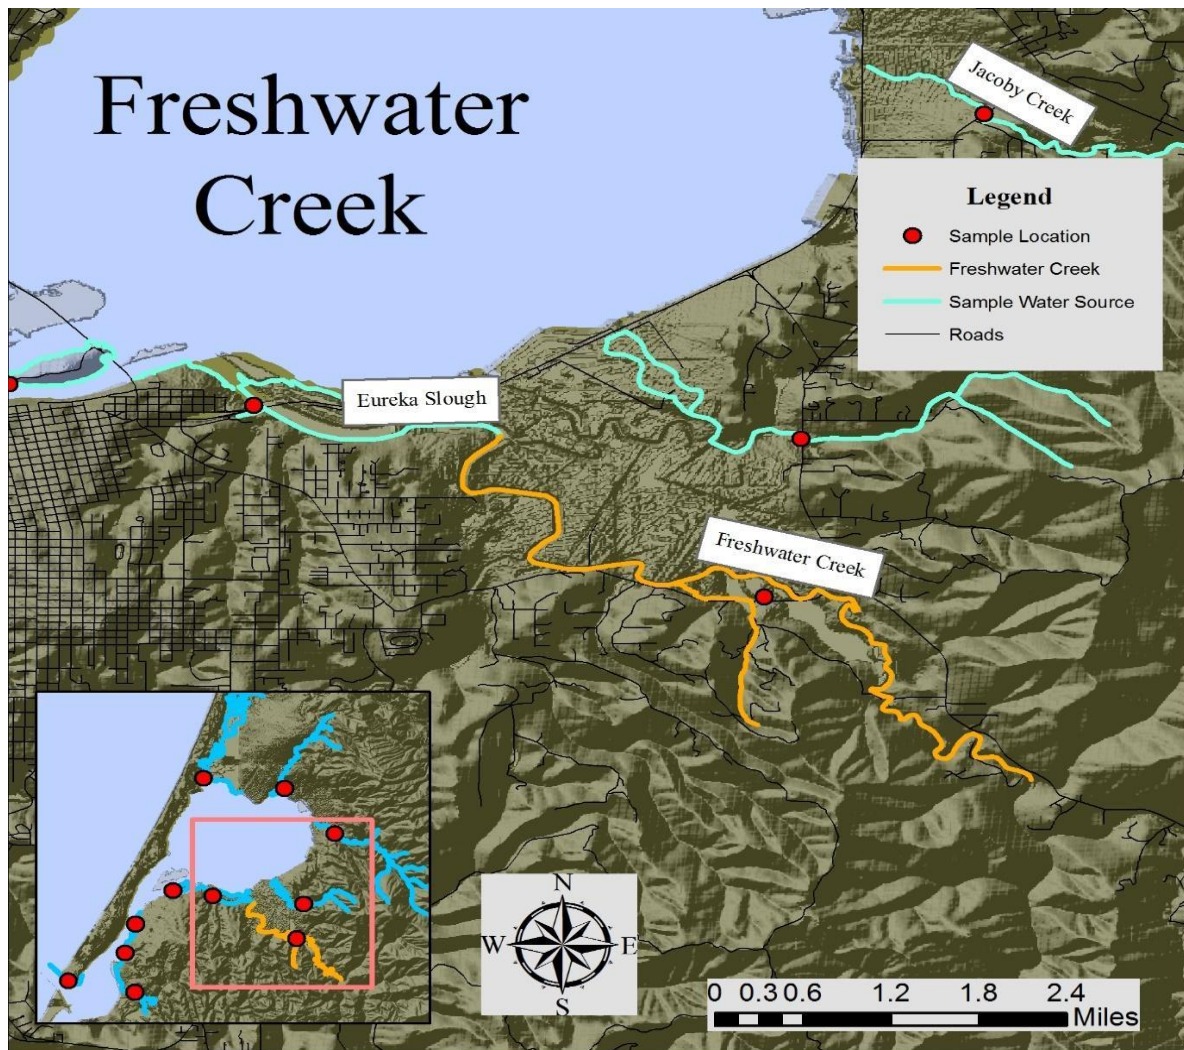 Freshwater
Creek
Jacoby Creek
Legend
Sample Location
Freshwater Creek
Sample Water Source
Roads
Eureka Slough
Freshwater Creek
N
W E
S
0 0.3 0.6 1.2 1.8 2.4
Miles